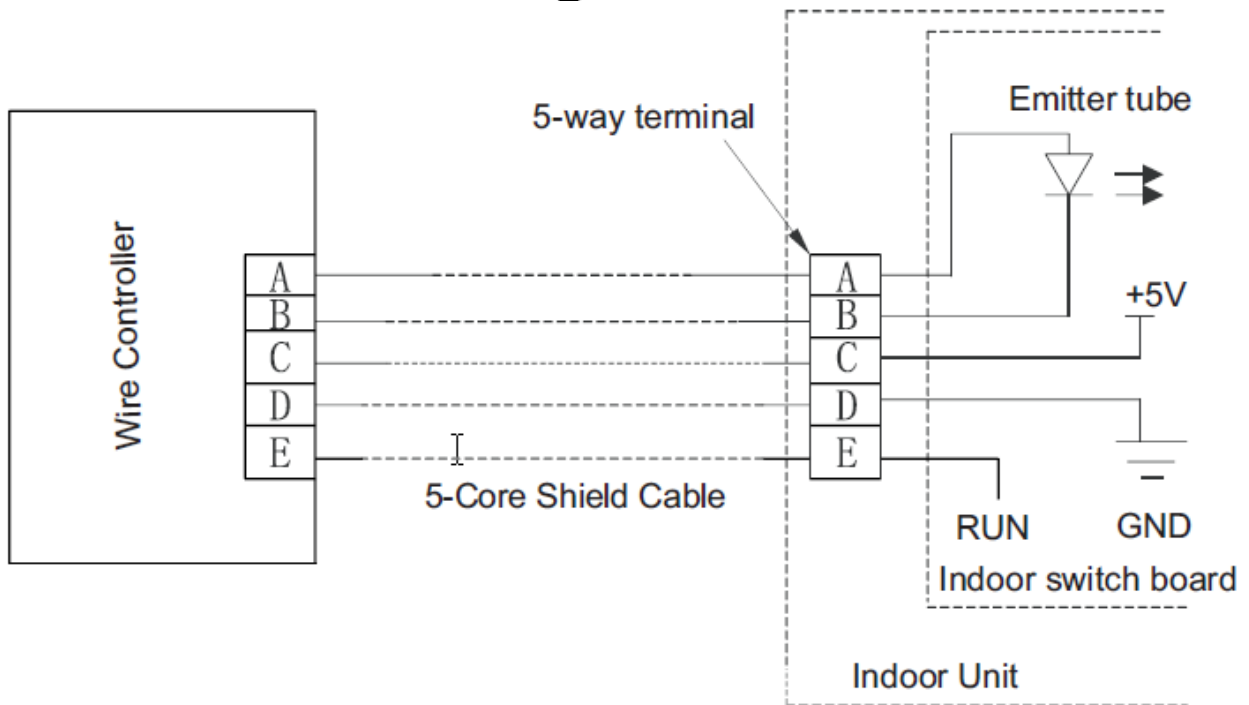 Emitter tube
5-way terminal
Wire Controller
A
B
C
D
E
A
B
C
D
E
+5V
5-Core Shield Cable
RUN
GND
Indoor switch board
Indoor Unit